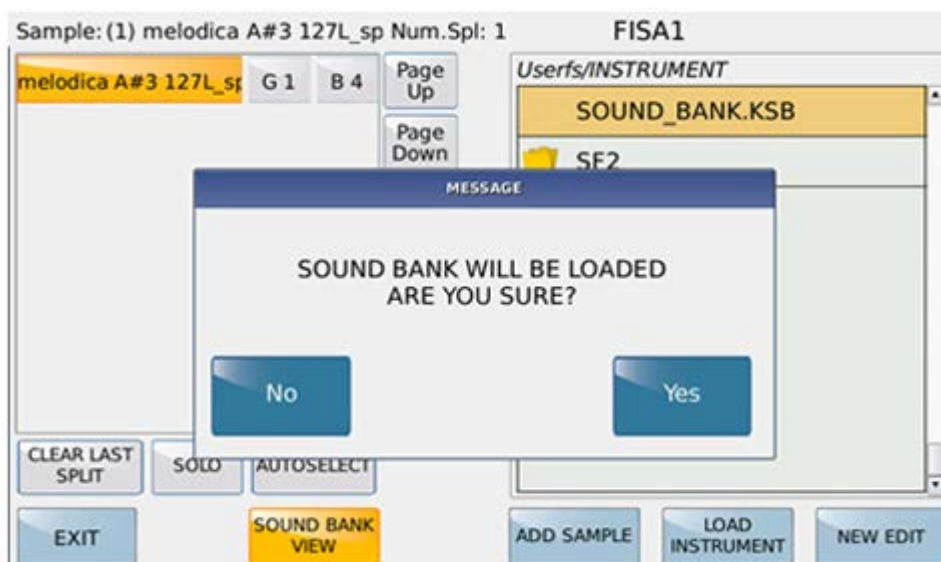 Sample: (1) melodica A#3 127L_sp Num.Spl: 1 FISA1
melodica A#3 127L_sp G 1 B 4
Page
Up
Page
Down
Userfs/INSTRUMENT
SOUND_BANK.KSB
SF2
MESSAGE
SOUND BANK WILL BE LOADED
ARE YOU SURE?
No Yes
CLEAR LAST
SPLIT
SOLO
AUTOSELECT
EXIT
SOUND BANK
VIEW
ADD SAMPLE
LOAD
INSTRUMENT
NEW EDIT